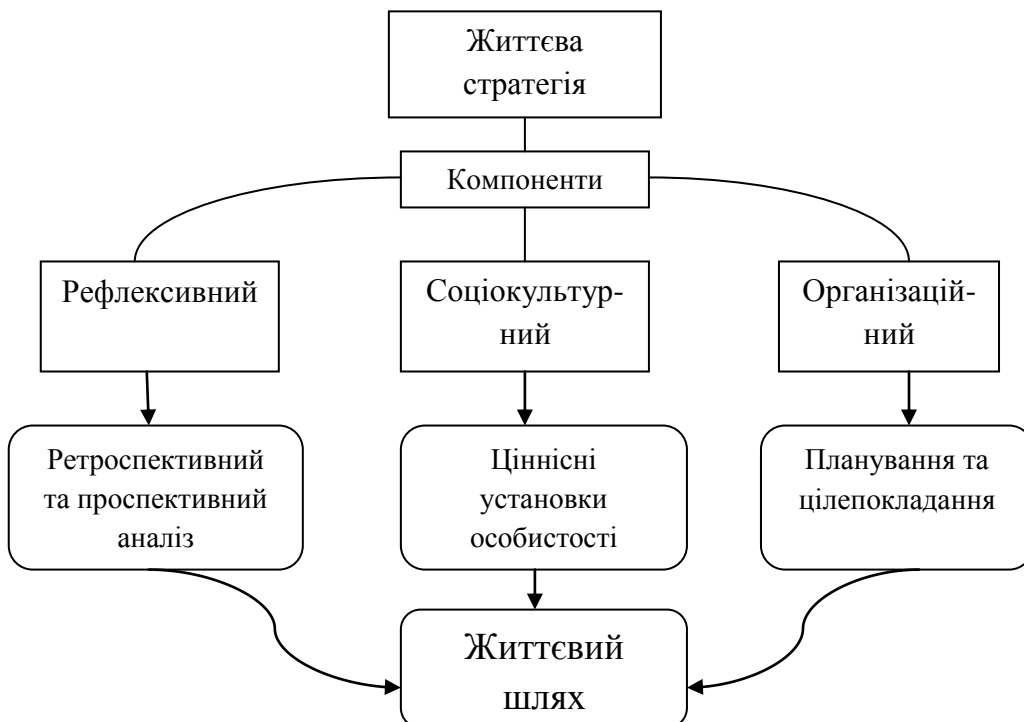 Життєва
стратегія
Компоненти
Рефлексивний
Соціокультур-
ний
Організацій-
ний
Ретроспективний
та проспективний
аналіз
Ціннісні
установки
особистості
Планування та
цілепокладання
Життєвий
шлях